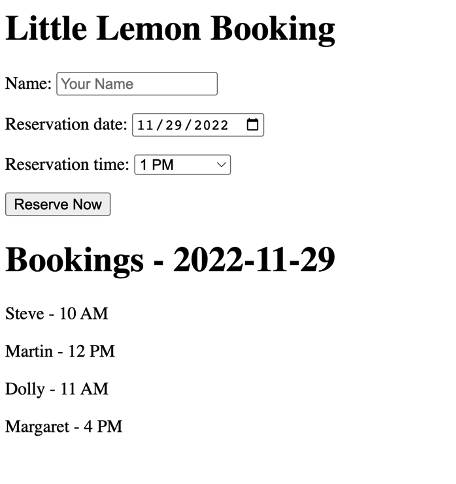 Little Lemon Booking
Name: Your Name
Reservation date: 11/29/2022
Reservation time: 1 PM
Reserve Now
Bookings - 2022-11-29
Steve - 10 AM
Martin - 12 PM
Dolly - 11 AM
Margaret - 4 PM